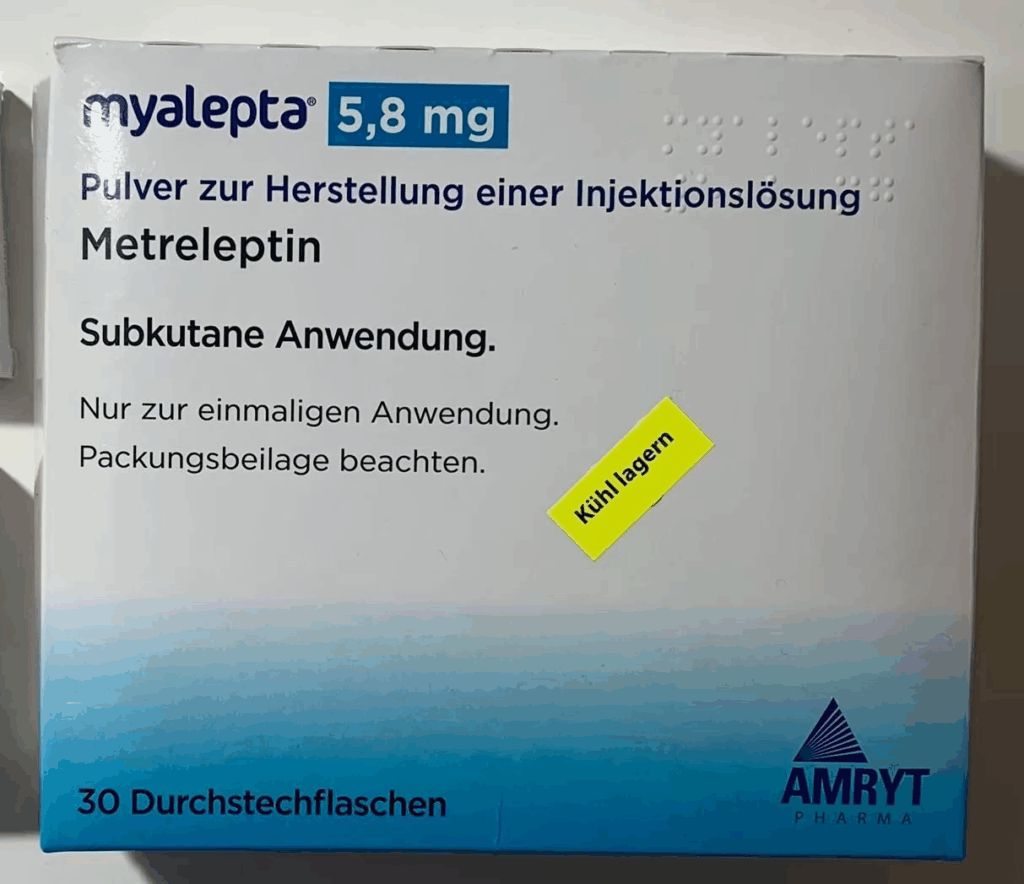 myalepta® 5,8 mg
Pulver zur Herstellung einer Injektionslösung
Metreleptin
Subkutane Anwendung.
Nur zur einmaligen Anwendung.
Packungsbeilage beachten.
Kühl lagern
30 Durchstechflaschen
AMRYT
PHARMA